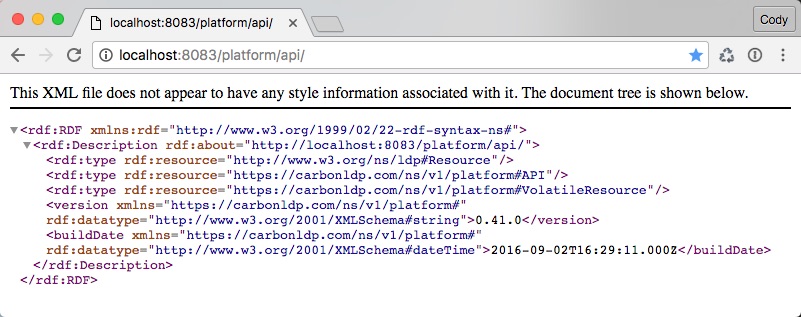 localhost:8083/platform/api/
Cody
localhost:8083/platform/api/
This XML file does not appear to have any style information associated with it. The document tree is shown below.
<rdf:RDF xmlns:rdf="http://www.w3.org/1999/02/22-rdf-syntax-ns#">
<rdf:Description rdf:about="http://localhost:8083/platform/api/">
<rdf:type rdf:resource="http://www.w3.org/ns/ldp#Resource"/>
<rdf:type rdf:resource="https://carbonldp.com/ns/v1/platform#API"/>
<rdf:type rdf:resource="https://carbonldp.com/ns/v1/platform#VolatileResource"/>
<version xmlns="https://carbonldp.com/ns/v1/platform#"
rdf:datatype="http://www.w3.org/2001/XMLSchema#string">0.41.0</version>
<buildDate xmlns="https://carbonldp.com/ns/v1/platform#"
rdf:datatype="http://www.w3.org/2001/XMLSchema#dateTime">2016-09-02T16:29:11.000Z</buildDate>
</rdf:Description>
</rdf:RDF>